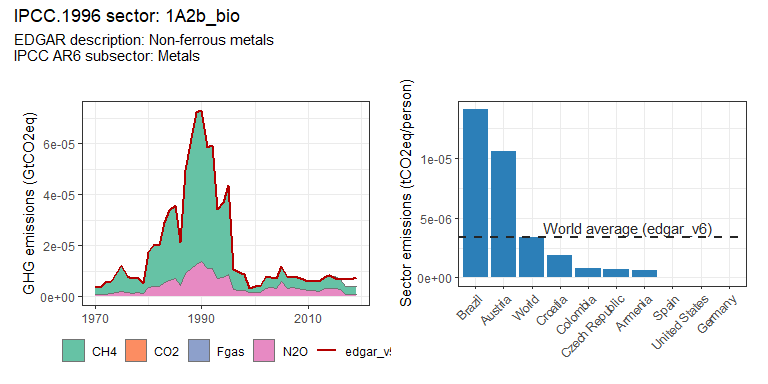 IPCC.1996 sector: 1A2b_bio
EDGAR description: Non-ferrous metals
IPCC AR6 subsector: Metals
GHG emissions (GtCO2eq)
6e-05
4e-05
2e-05
0e+00
1970
1990
2010
CH4
CO2
Fgas
N2O
edgar_v5
Sector emissions (tCO2eq/person)
1e-05
5e-06
0e+00
World average (edgar_v6)
Brazil
Austria
World
Croatia
Colombia
Czech Republic
Armenia
Spain
United States
Germany